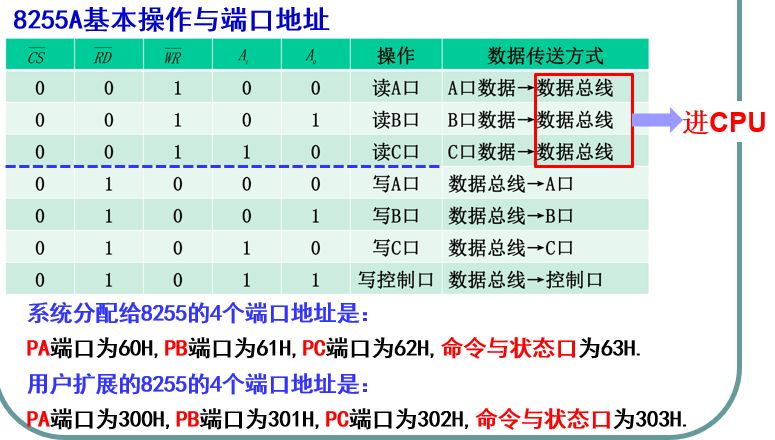 8255A基本操作与端口地址
CS RD WR A₁ A₀ 操作 数据传送方式
0 0 1 0 0 读A口 A口数据→数据总线
0 0 1 0 1 读B口 B口数据→数据总线
进CPU
0 0 1 1 0 读C口 C口数据→数据总线
0 1 0 0 0 写A口 数据总线→A口
0 1 0 0 1 写B口 数据总线→B口
0 1 0 1 0 写C口 数据总线→C口
0 1 0 1 1 写控制口 数据总线→控制口
系统分配给8255的4个端口地址是:
PA端口为60H,PB端口为61H,PC端口为62H,命令与状态口为63H.
用户扩展的8255的4个端口地址是:
PA端口为300H,PB端口为301H,PC端口为302H,命令与状态口为303H.